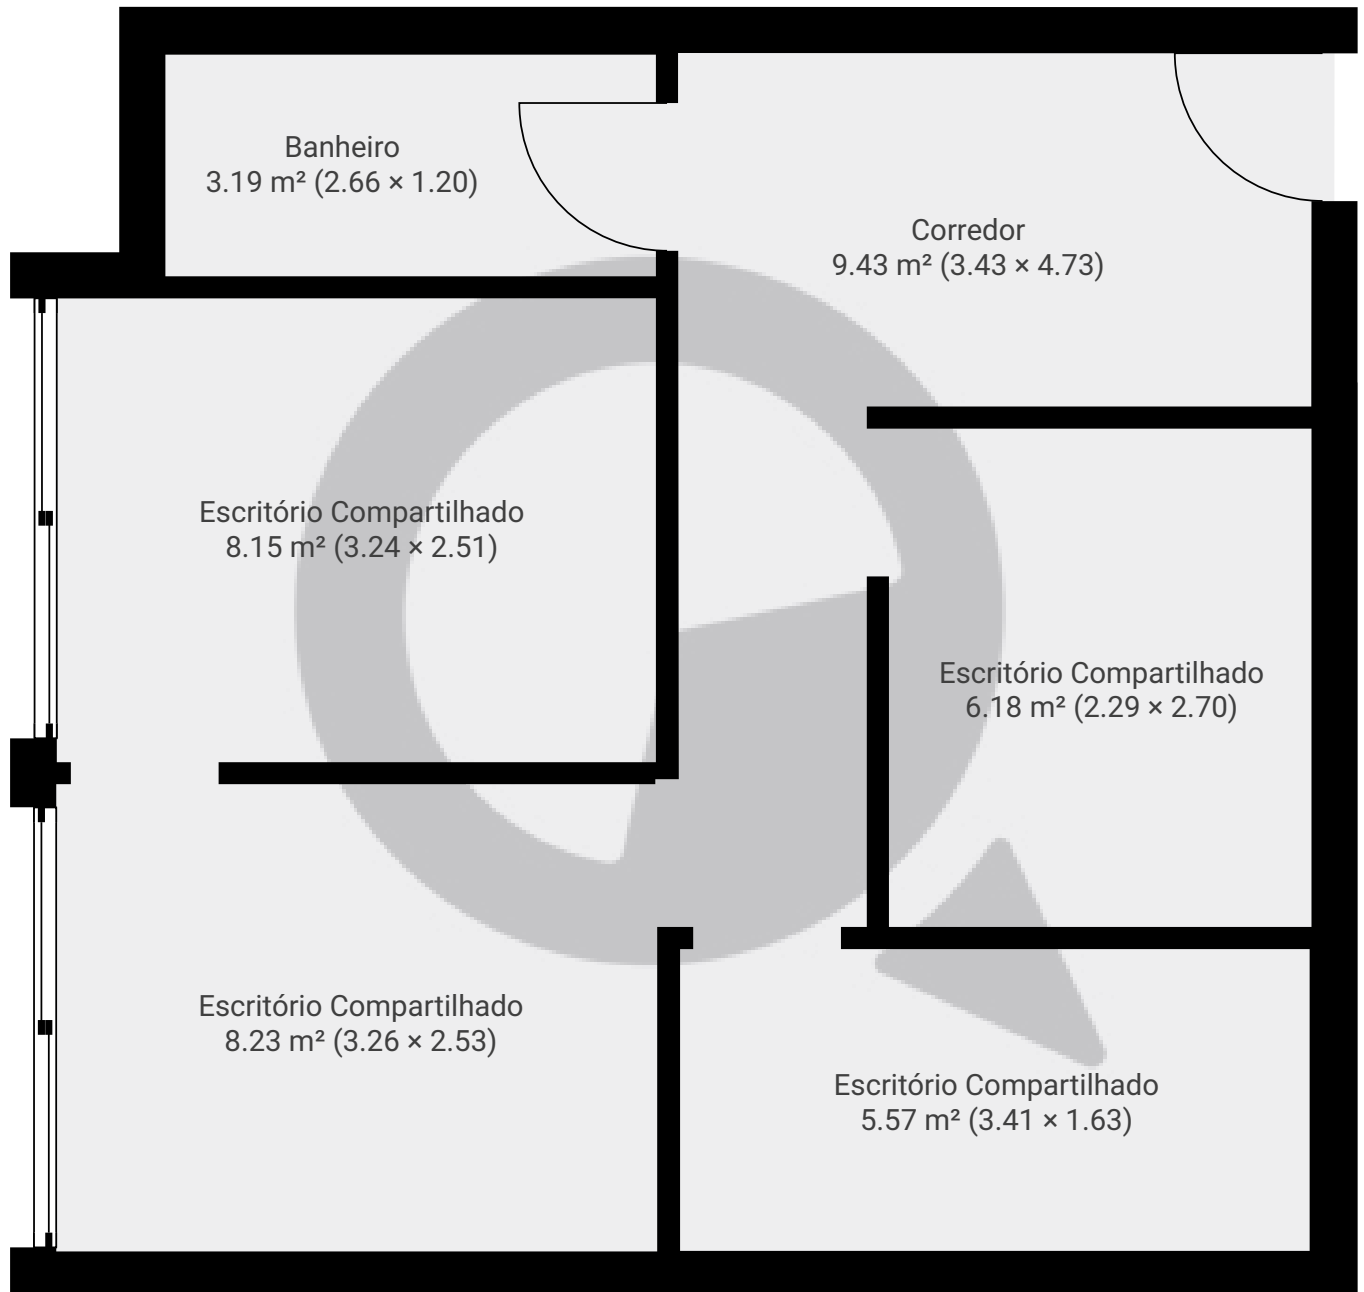 Banheiro
3.19 m² (2.66 × 1.20)
Corredor
9.43 m² (3.43 × 4.73)
Escritório Compartilhado
8.15 m² (3.24 × 2.51)
Escritório Compartilhado
6.18 m² (2.29 × 2.70)
Escritório Compartilhado
8.23 m² (3.26 × 2.53)
Escritório Compartilhado
5.57 m² (3.41 × 1.63)